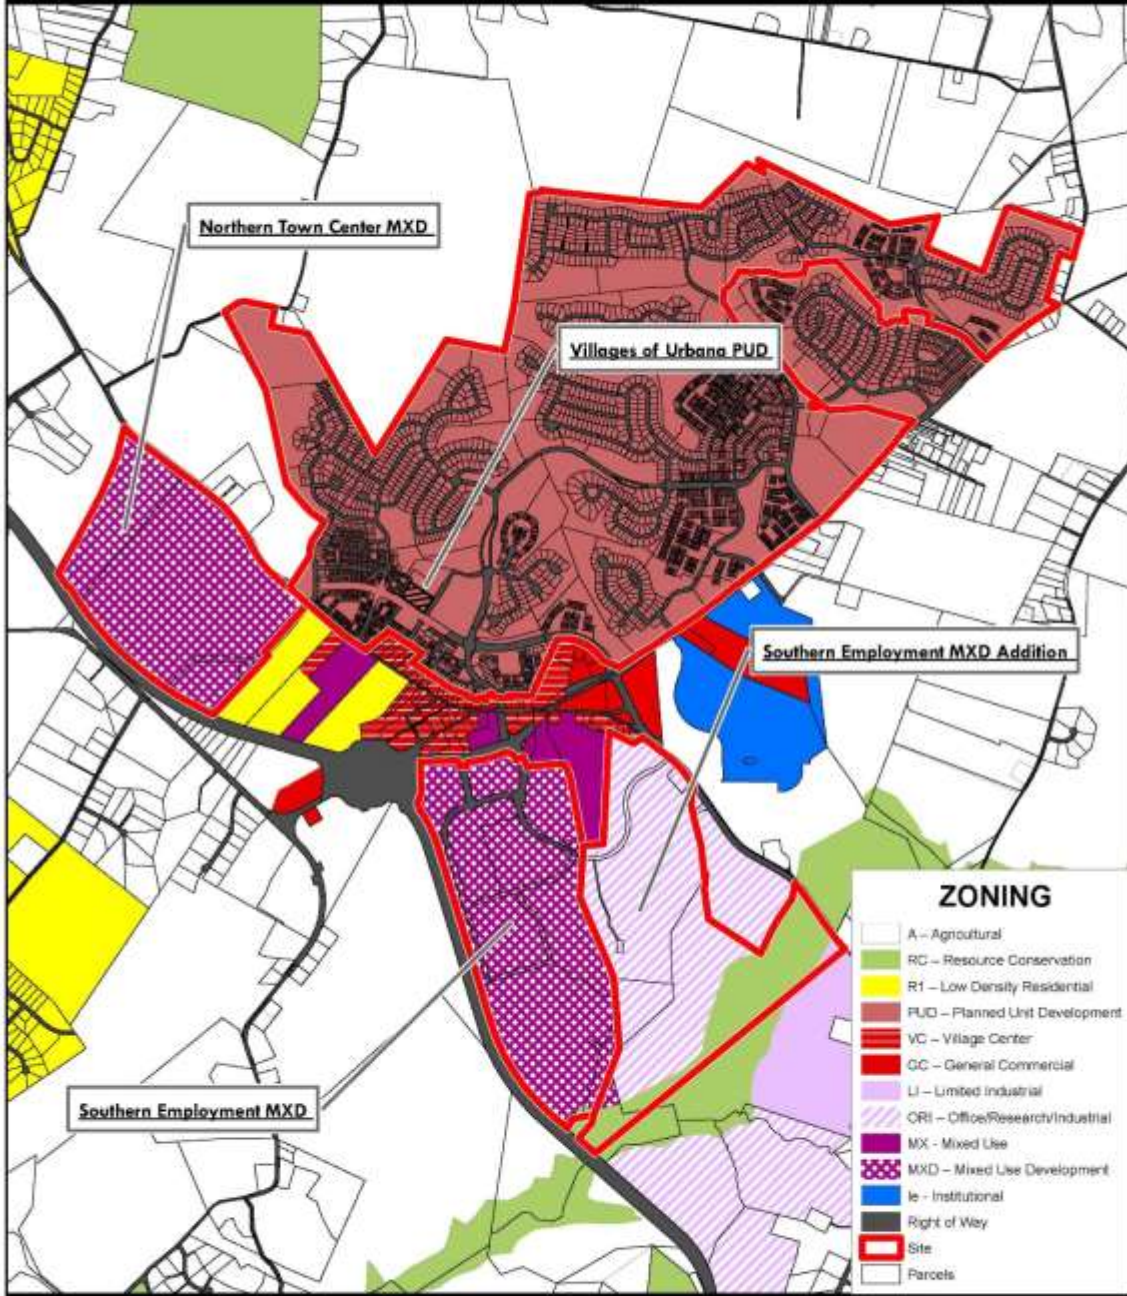 Northern Town Center MXD
Villages of Urbana PUD
Southern Employment MXD Addition
Southern Employment MXD
ZONING
A – Agricultural
RC – Resource Conservation
R1 – Low Density Residential
PUD – Planned Unit Development
VC – Village Center
GC – General Commercial
LI – Limited Industrial
ORI – Office/Research/Industrial
MX - Mixed Use
MXD – Mixed Use Development
Ie - Institutional
Right of Way
Site
Parcels